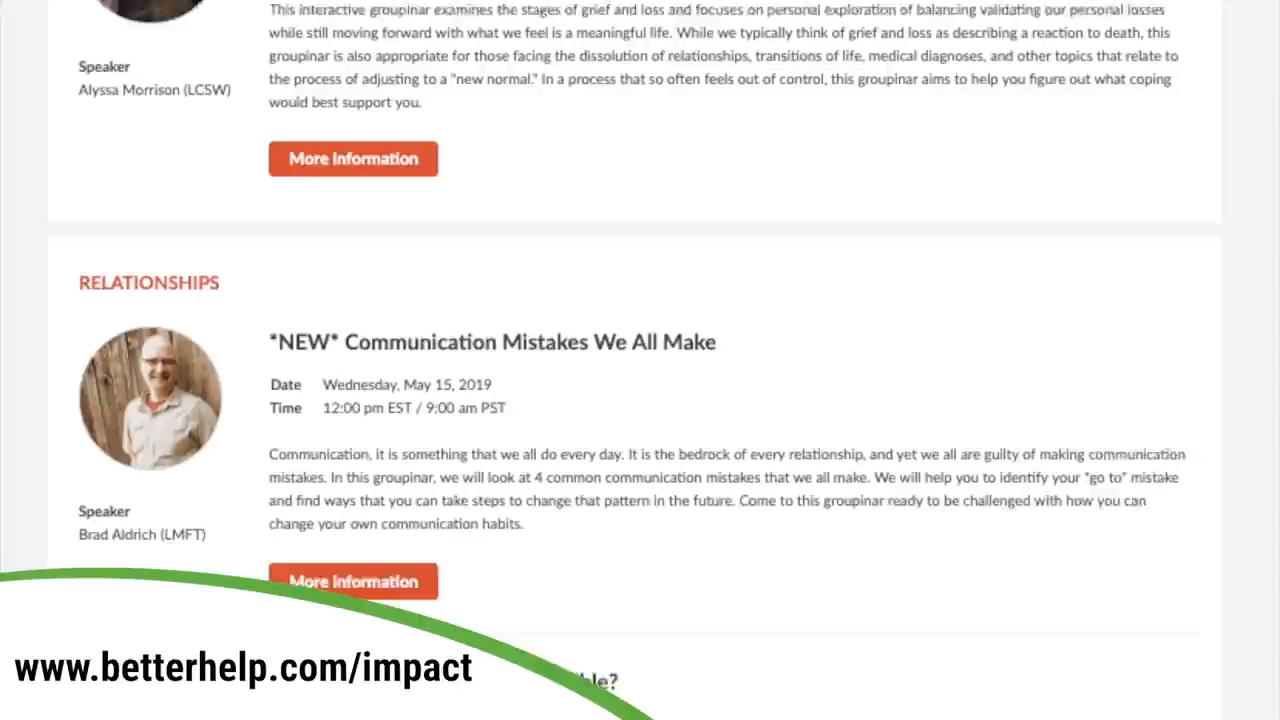 This interactive groupinar examines the stages of grief and loss and focuses on personal exploration of balancing validating our personal losses
while still moving forward with what we feel is a meaningful life. While we typically think of grief and loss as describing a reaction to death, this
groupinar is also appropriate for those facing the dissolution of relationships, transitions of life, medical diagnoses, and other topics that relate to
the process of adjusting to a "new normal." In a process that so often feels out of control, this groupinar aims to help you figure out what coping
would best support you.
Speaker
Alyssa Morrison (LCSW)
More Information
RELATIONSHIPS
*NEW* Communication Mistakes We All Make
Date Wednesday, May 15, 2019
Time 12:00 pm EST / 9:00 am PST
Communication, it is something that we all do every day. It is the bedrock of every relationship, and yet we all are guilty of making communication
mistakes. In this groupinar, we will look at 4 common communication mistakes that we all make. We will help you to identify your "go to" mistake
and find ways that you can take steps to change that pattern in the future. Come to this groupinar ready to be challenged with how you can
change your own communication habits.
Speaker
Brad Aldrich (LMFT)
More Information
www.betterhelp.com/impact